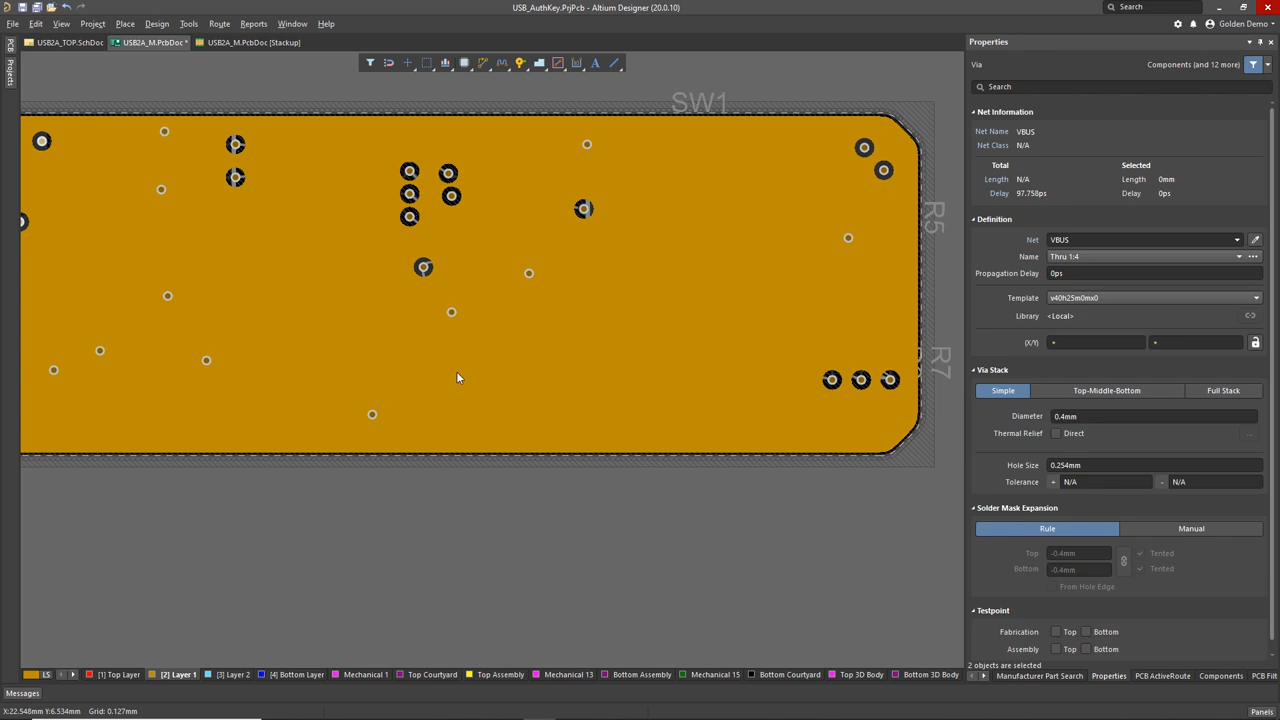 USB_AuthKey.PrjPcb - Altium Designer (20.0.10)
Search
File Edit View Project Place Design Tools Route Reports Window Help
Golden Demo
USB2A_TOP.SchDoc
USB2A_M.PcbDoc *
USB2A_M.PcbDoc [Stackup]
PCB
Projects
SW1
R5
R7
Properties
Via
Components (and 12 more)
Search
Net Information
Net Name VBUS
Net Class N/A
Total Selected
Length N/A Length 0mm
Delay 97.758ps Delay 0ps
Definition
Net VBUS
Name Thru 1:4
Propagation Delay 0ps
Template v40h25m0mx0
Library <Local>
(X/Y) * *
Via Stack
Simple Top-Middle-Bottom Full Stack
Diameter 0.4mm
Thermal Relief Direct ...
Hole Size 0.254mm
Tolerance + N/A - N/A
Solder Mask Expansion
Rule Manual
Top -0.4mm Tented
Bottom -0.4mm Tented
From Hole Edge
Testpoint
Fabrication Top Bottom
Assembly Top Bottom
2 objects are selected
LS [1] Top Layer [2] Layer 1 [3] Layer 2 [4] Bottom Layer Mechanical 1 Top Courtyard Top Assembly Mechanical 13 Bottom Assembly Mechanical 15 Bottom Courtyard Top 3D Body Bottom 3D Body
Manufacturer Part Search Properties PCB ActiveRoute Components PCB Filt
Messages
X:22.548mm Y:6.534mm Grid: 0.127mm
Panels